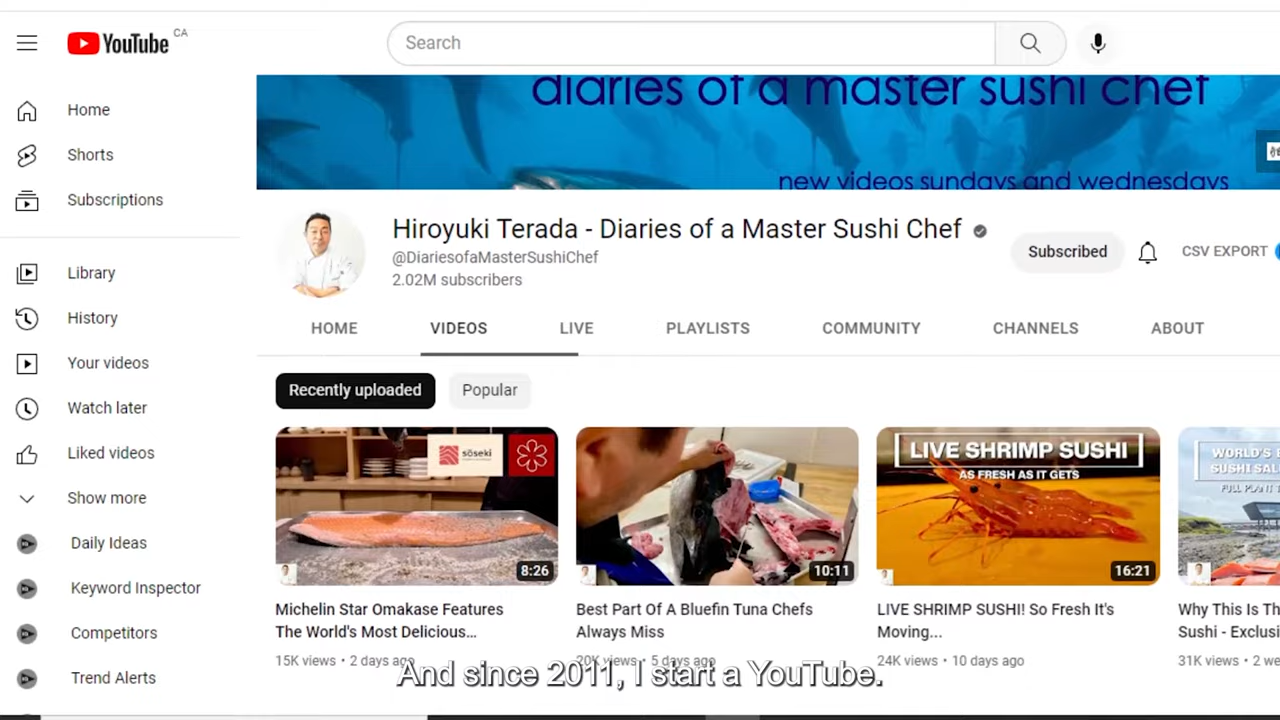 YouTube CA
Search
diaries of a master sushi chef
new videos sundays and wednesdays
Home
Shorts
Subscriptions
Library
History
Your videos
Watch later
Liked videos
Show more
Daily Ideas
Keyword Inspector
Competitors
Trend Alerts
Hiroyuki Terada - Diaries of a Master Sushi Chef
@DiariesofaMasterSushiChef
2.02M subscribers
Subscribed
CSV EXPORT
HOME VIDEOS LIVE PLAYLISTS COMMUNITY CHANNELS ABOUT
Recently uploaded Popular
sōseki
8:26
Michelin Star Omakase Features
The World's Most Delicious...
15K views • 2 days ago
10:11
Best Part Of A Bluefin Tuna Chefs
Always Miss
20K views • 5 days ago
LIVE SHRIMP SUSHI
AS FRESH AS IT GETS
16:21
LIVE SHRIMP SUSHI! So Fresh It's
Moving...
24K views • 10 days ago
WORLD'S
SUSHI
FULL PLANT
Why This Is Th
Sushi - Exclusi
31K views • 2 we
And since 2011, I start a YouTube.